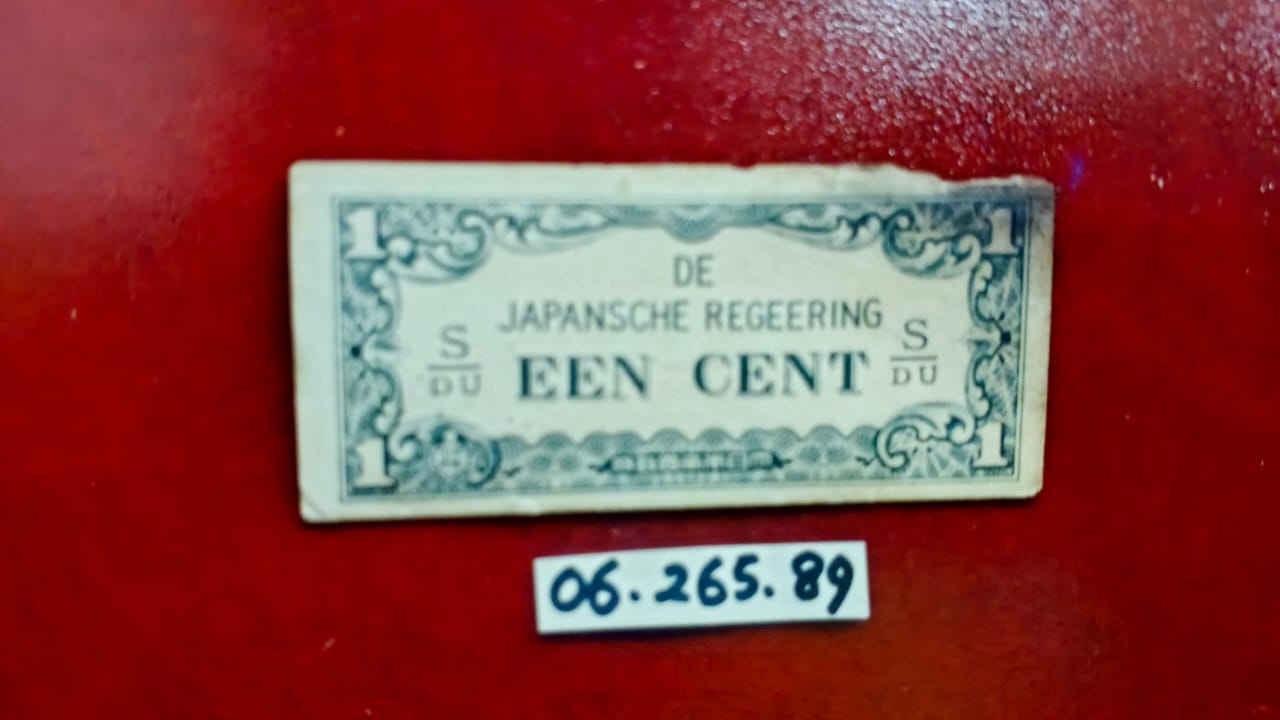 1 1
DE
JAPANSCHE REGEERING
S EEN CENT S
DU DU
1 1
06.265.89